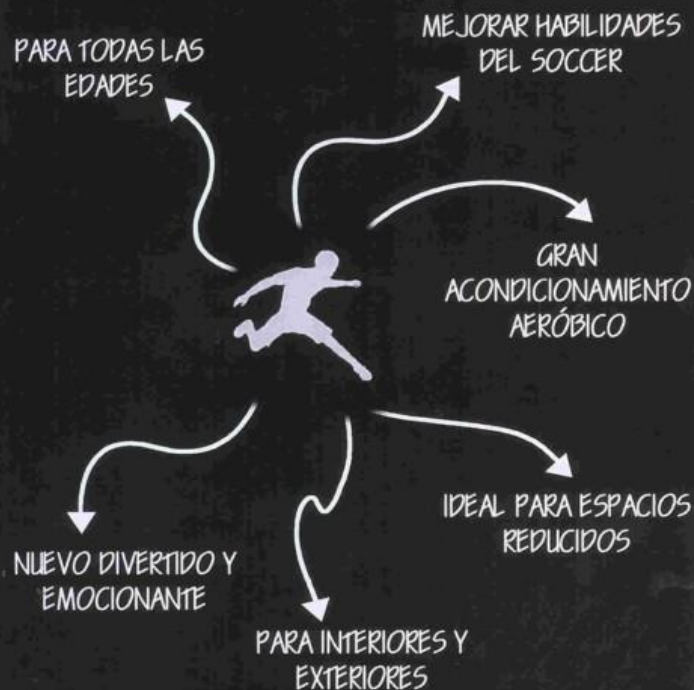 PARA TODAS LAS
EDADES
MEJORAR HABILIDADES
DEL SOCCER
GRAN
ACONDICIONAMIENTO
AERÓBICO
IDEAL PARA ESPACIOS
REDUCIDOS
PARA INTERIORES Y
EXTERIORES
NUEVO DIVERTIDO Y
EMOCIONANTE